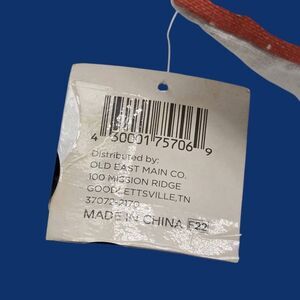 4 30001 75706 9
Distributed by:
OLD EAST MAIN CO.
100 MISSION RIDGE
GOODLETTSVILLE, TN
37072-2170
MADE IN CHINA F22